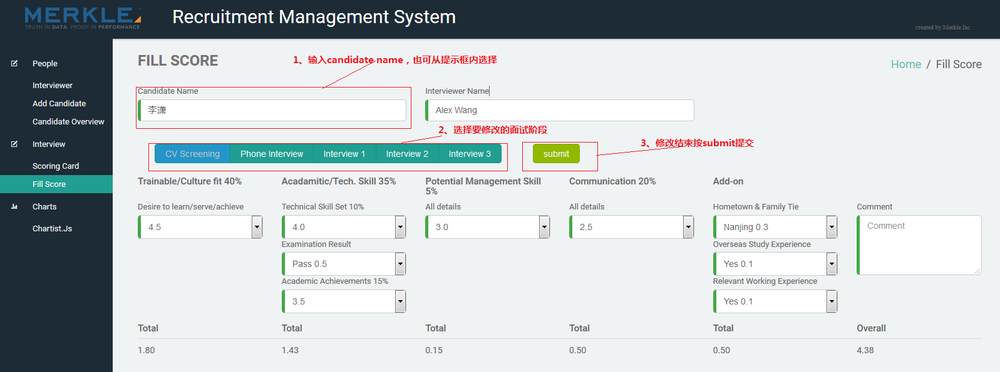 MERKLE
TRUTH IN DATA. PROOF IN PERFORMANCE.
Recruitment Management System
created by Merkle Inc
People
Interviewer
Add Candidate
Candidate Overview
Interview
Scoring Card
Fill Score
Charts
Chartist.Js
FILL SCORE
1、输入candidate name，也可从提示框内选择
Home / Fill Score
Candidate Name
Interviewer Name
李潇
Alex Wang
2、选择要修改的面试阶段
3、修改结束按submit提交
CV Screening
Phone Interview
Interview 1
Interview 2
Interview 3
submit
Trainable/Culture fit 40%
Acadamitic/Tech. Skill 35%
Potential Management Skill
5%
Communication 20%
Add-on
Desire to learn/serve/achieve
Technical Skill Set 10%
All details
All details
Hometown & Family Tie
Comment
4.5
4.0
3.0
2.5
Nanjing 0.3
Comment
Examination Result
Overseas Study Experience
Pass 0.5
Yes 0.1
Academic Achievements 15%
Relevant Working Experience
3.5
Yes 0.1
Total
Total
Total
Total
Total
Overall
1.80
1.43
0.15
0.50
0.50
4.38